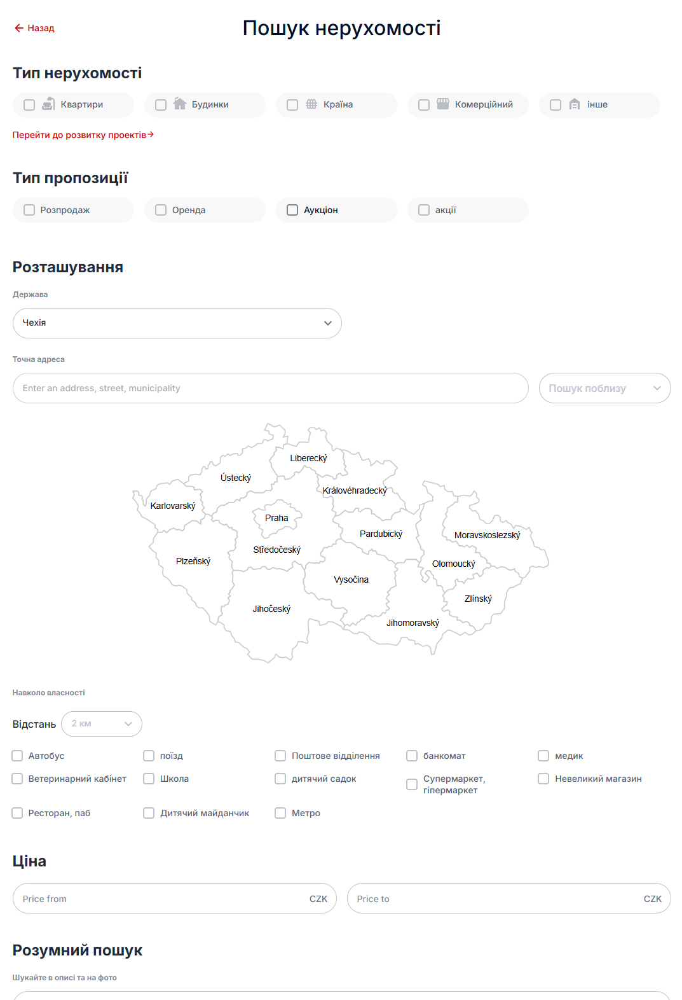 Назад
Пошук нерухомості
Тип нерухомості
Квартири
Будинки
Країна
Комерційний
інше
Перейти до розвитку проектів
Тип пропозиції
Розпродаж
Оренда
Аукціон
акції
Розташування
Держава
Чехія
Точна адреса
Enter an address, street, municipality
Пошук поблизу
Liberecký
Ústecký
Královéhradecký
Karlovarský
Praha
Pardubický
Moravskoslezský
Středočeský
Plzeňský
Olomoucký
Vysočina
Zlínský
Jihočeský
Jihomoravský
Навколо власності
Відстань
2 км
Автобус
поїзд
Поштове відділення
банкомат
медик
Ветеринарний кабінет
Школа
дитячий садок
Супермаркет,
гіпермаркет
Невеликий магазин
Ресторан, паб
Дитячий майданчик
Метро
Ціна
Price from
CZK
Price to
CZK
Розумний пошук
Шукайте в описі та на фото